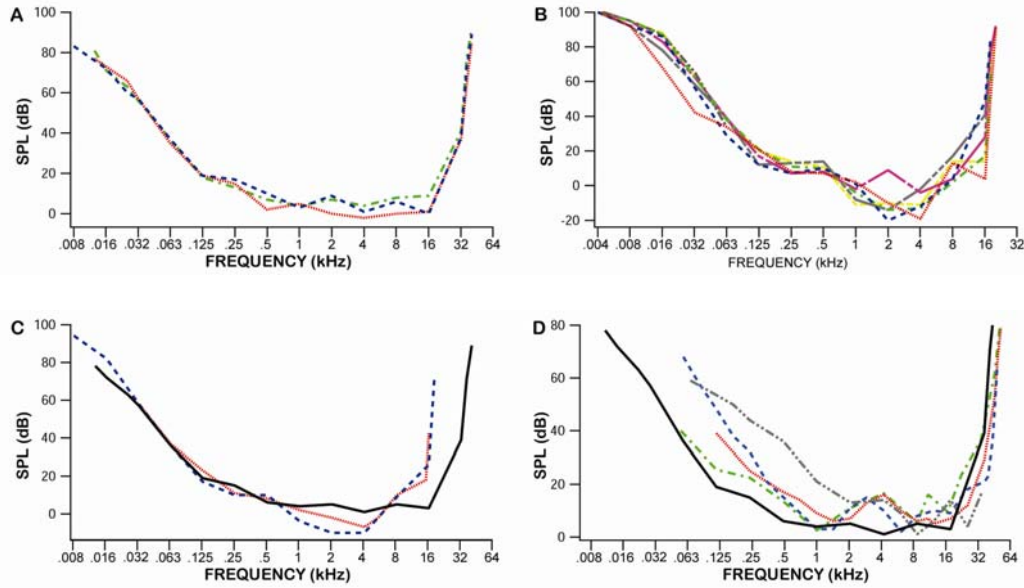 A
100
80
60
40
20
0
SPL (dB)
.008 .016 .032 .063 .125 .25 .5 1 2 4 8 16 32 64
FREQUENCY (kHz)
B
100
80
60
40
20
0
-20
SPL (dB)
.004 .008 .016 .032 .063 .125 .25 .5 1 2 4 8 16 32
FREQUENCY (kHz)
C
100
80
60
40
20
0
SPL (dB)
.008 .016 .032 .063 .125 .25 .5 1 2 4 8 16 32 64
FREQUENCY (kHz)
D
80
60
40
20
0
SPL (dB)
.008 .016 .032 .063 .125 .25 .5 1 2 4 8 16 32 64
FREQUENCY (kHz)